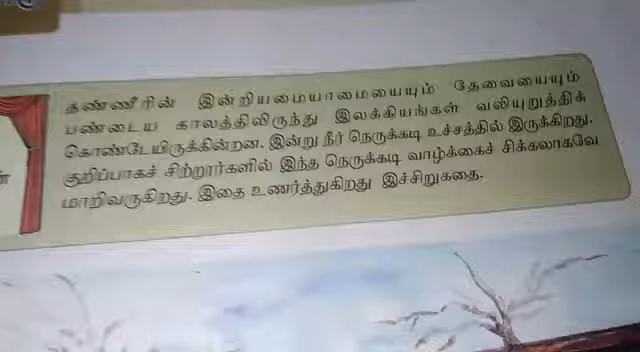 தண்ணீரின் இன்றியமையாமையையும் தேவையையும்
பண்டைய காலத்திலிருந்து இலக்கியங்கள் வலியுறுத்திக்
கொண்டேயிருக்கின்றன. இன்று நீர் நெருக்கடி உச்சத்தில் இருக்கிறது.
குறிப்பாகச் சிற்றூர்களில் இந்த நெருக்கடி வாழ்க்கைச் சிக்கலாகவே
மாறிவருகிறது. இதை உணர்த்துகிறது இச்சிறுகதை.